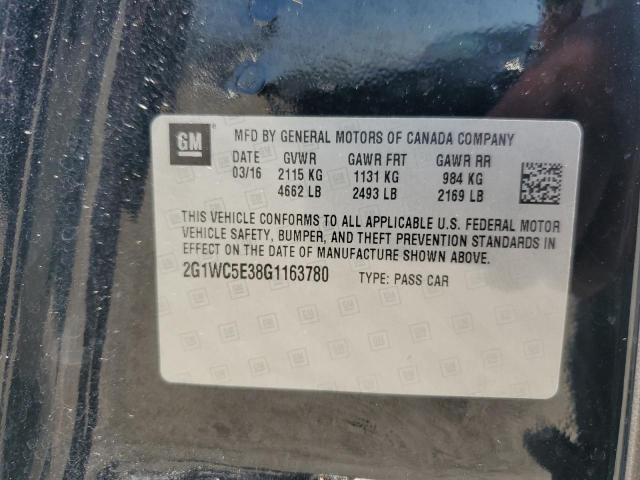 GM
MFD BY GENERAL MOTORS OF CANADA COMPANY
DATE GVWR GAWR FRT GAWR RR
03/16 2115 KG 1131 KG 984 KG
4662 LB 2493 LB 2169 LB
THIS VEHICLE CONFORMS TO ALL APPLICABLE U.S. FEDERAL MOTOR
VEHICLE SAFETY, BUMPER, AND THEFT PREVENTION STANDARDS IN
EFFECT ON THE DATE OF MANUFACTURE SHOWN ABOVE.
2G1WC5E38G1163780 TYPE: PASS CAR